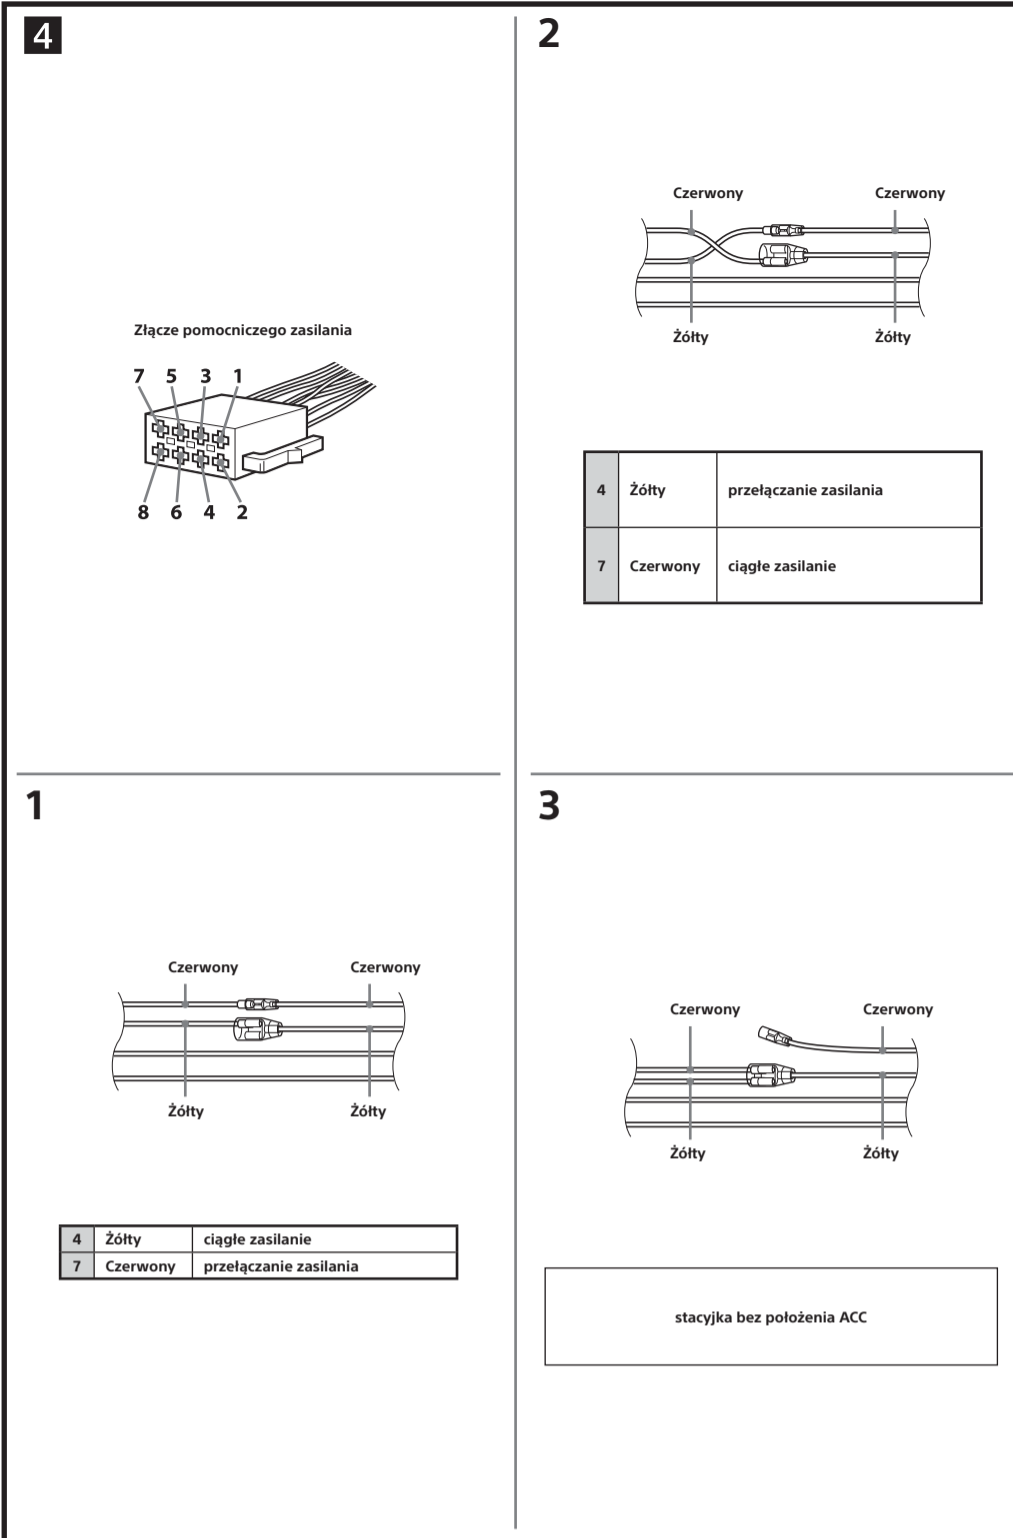 4
Złącze pomocniczego zasilania
7 5 3 1
8 6 4 2
1
Czerwony Czerwony
Żółty Żółty
4 Żółty ciągłe zasilanie
7 Czerwony przełączanie zasilania
2
Czerwony Czerwony
Żółty Żółty
4 Żółty przełączanie zasilania
7 Czerwony ciągłe zasilanie
3
Czerwony Czerwony
Żółty Żółty
stacyjka bez położenia ACC